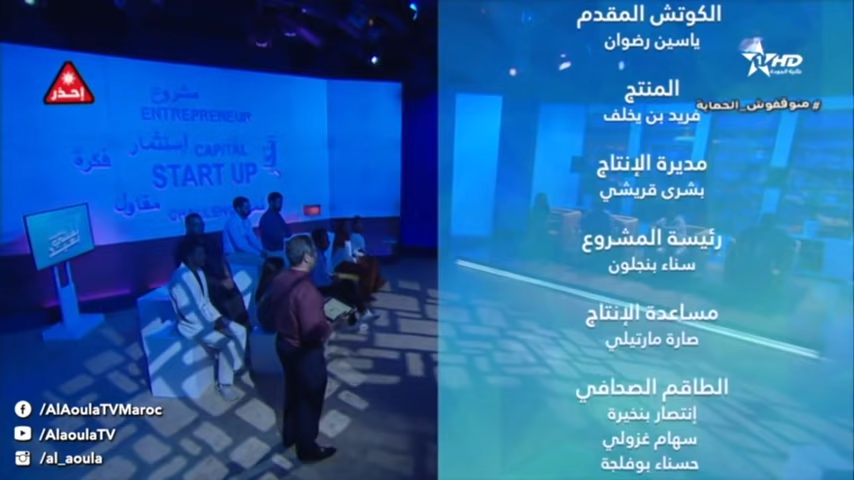 الكوتش المقدم
ياسين رضوان
المنتج
فريد بن يخلف
مديرة الإنتاج
بشرى قريشي
رئيسة المشروع
سناء بنجلون
مساعدة الإنتاج
صارة مارتيلي
الطاقم الصحافي
إنتصار بنخيرة
سهام غزولي
حسناء بوفلجة
HD
#منوقفوش_الحماية
إحذر
مشروع
ENTREPRENEUR
إستثمار
CAPITAL
فكرة
START UP
مقاول
/AlAoulaTVMaroc
/AlaoulaTV
/al_aoula